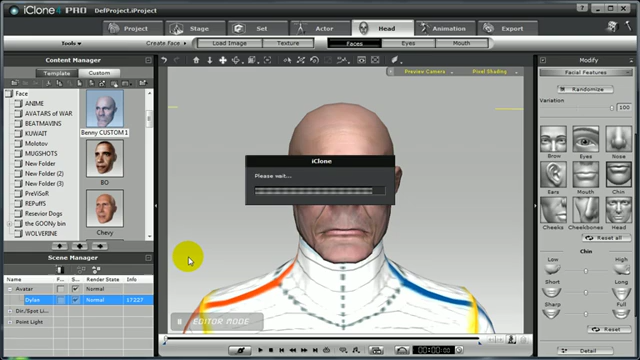 iClone4 PRO DefProject.iProject
Project Stage Set Actor Head Animation Export
Tools Create Face Load Image Texture Faces Eyes Mouth
Content Manager
Template Custom
Face
ANIME
AVATARS of WAR
BEATMAVINS
KUWAIT
Molotov
MUGSHOTS
New Folder
New Folder (2)
New Folder (3)
PreViSoR
REPuffS
Resevior Dogs
the GOONy bin
WOLVERINE
Benny CUSTOM 1
BO
Chevy
Scene Manager
Name F... S... Render State Info
Avatar Normal
Dylan Normal 17227
Dir./Spot Li...
Point Light
Preview Camera Pixel Shading
iClone
Please wait...
EDITOR MODE
00:00:00
Modify
Facial Features
Randomize
Variation 100
Brow Eyes Nose
Ears Mouth Chin
Cheeks Cheekbones Cheeks
Reset all
Chin
Low High
Short Long
Sharp Full
Reset
Detail